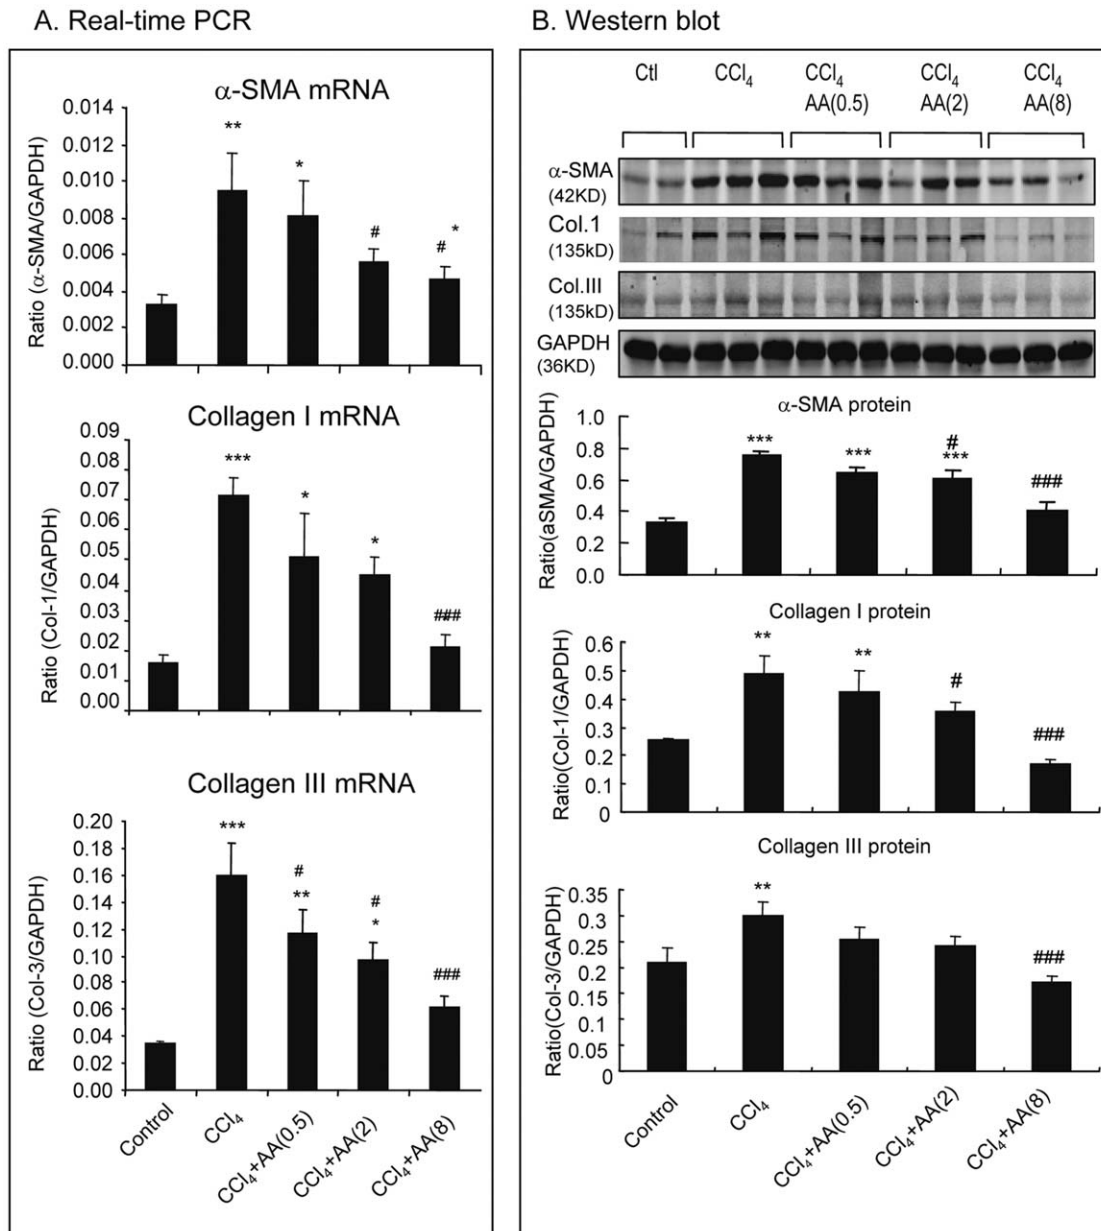 A. Real-time PCR
α-SMA mRNA
Ratio (α-SMA/GAPDH)
0.014
0.012
0.010
0.008
0.006
0.004
0.002
0.000
**
*
#
#
*
Collagen I mRNA
Ratio (Col-1/GAPDH)
0.09
0.08
0.07
0.06
0.05
0.04
0.03
0.02
0.01
0.00
***
*
*
###
Collagen III mRNA
Ratio (Col-3/GAPDH)
0.20
0.18
0.16
0.14
0.12
0.10
0.08
0.06
0.04
0.02
0.00
***
#
**
#
*
###
Control
CCl₄
CCl₄+AA(0.5)
CCl₄+AA(2)
CCl₄+AA(8)
B. Western blot
Ctl
CCl₄
CCl₄ AA(0.5)
CCl₄ AA(2)
CCl₄ AA(8)
α-SMA
(42KD)
Col.1
(135kD)
Col.III
(135kD)
GAPDH
(36KD)
α-SMA protein
Ratio(aSMA/GAPDH)
1.0
0.8
0.6
0.4
0.2
0.0
***
***
#
***
###
Collagen I protein
Ratio(Col-1/GAPDH)
0.6
0.5
0.4
0.3
0.2
0.1
0
**
**
#
###
Collagen III protein
Ratio(Col-3/GAPDH)
0.35
0.3
0.25
0.2
0.15
0.1
0.05
0
**
###
Control
CCl₄
CCl₄+AA(0.5)
CCl₄+AA(2)
CCl₄+AA(8)